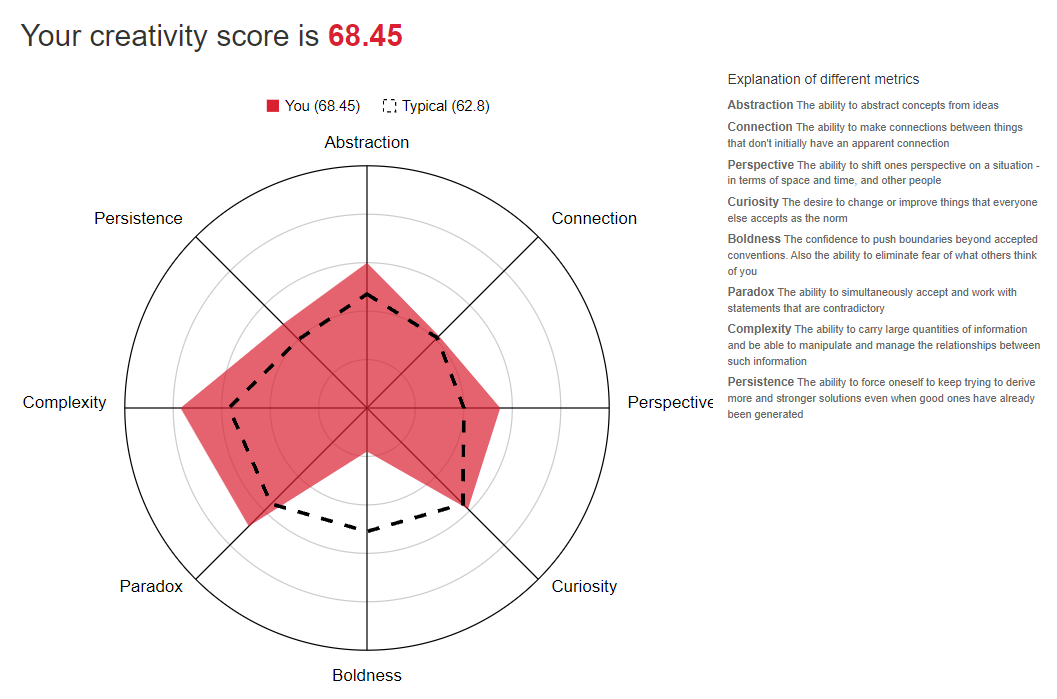 Your creativity score is 68.45
You (68.45) Typical (62.8)
Abstraction
Connection
Perspective
Curiosity
Boldness
Paradox
Complexity
Persistence
Explanation of different metrics
Abstraction The ability to abstract concepts from ideas
Connection The ability to make connections between things
that don't initially have an apparent connection
Perspective The ability to shift ones perspective on a situation -
in terms of space and time, and other people
Curiosity The desire to change or improve things that everyone
else accepts as the norm
Boldness The confidence to push boundaries beyond accepted
conventions. Also the ability to eliminate fear of what others think
of you
Paradox The ability to simultaneously accept and work with
statements that are contradictory
Complexity The ability to carry large quantities of information
and be able to manipulate and manage the relationships between
such information
Persistence The ability to force oneself to keep trying to derive
more and stronger solutions even when good ones have already
been generated